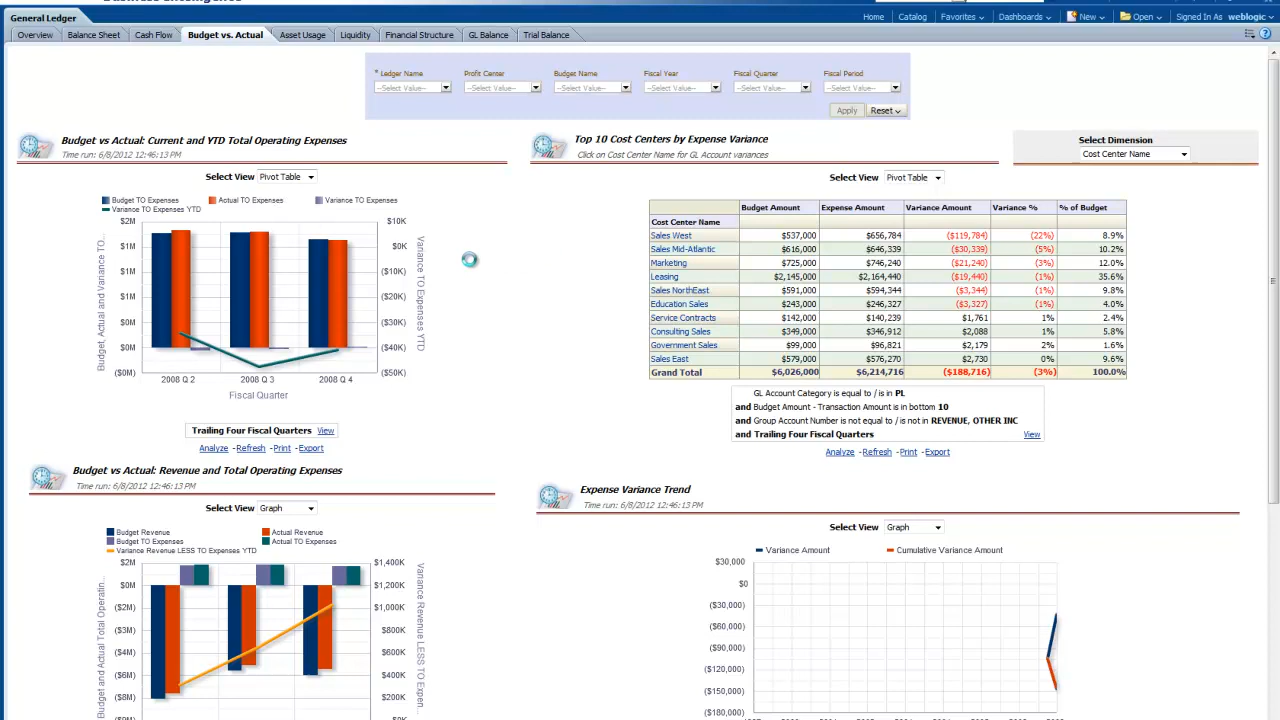 Business Intelligence
General Ledger
Home Catalog Favorites Dashboards New Open Signed In As weblogic
Overview Balance Sheet Cash Flow Budget vs. Actual Asset Usage Liquidity Financial Structure GL Balance Trial Balance
* Ledger Name Profit Center Budget Name Fiscal Year Fiscal Quarter Fiscal Period
--Select Value-- --Select Value-- --Select Value-- --Select Value-- --Select Value-- --Select Value--
Apply Reset
Budget vs Actual: Current and YTD Total Operating Expenses
Time run: 6/8/2012 12:46:13 PM
Select View Pivot Table
Budget TO Expenses Actual TO Expenses Variance TO Expenses
Variance TO Expenses YTD
$2M
$1M
$1M
$1M
$0M
$0M
($0M)
Budget, Actual and Variance TO...
$10K
$0K
($10K)
($20K)
($30K)
($40K)
($50K)
Variance TO Expenses YTD
2008 Q 2 2008 Q 3 2008 Q 4
Fiscal Quarter
Trailing Four Fiscal Quarters View
Analyze - Refresh - Print - Export
Top 10 Cost Centers by Expense Variance
Click on Cost Center Name for GL Account variances
Select Dimension
Cost Center Name
Select View Pivot Table
Budget Amount Expense Amount Variance Amount Variance % % of Budget
Cost Center Name
Sales West $537,000 $656,784 ($119,784) (22%) 8.9%
Sales Mid-Atlantic $616,000 $646,339 ($30,339) (5%) 10.2%
Marketing $725,000 $746,240 ($21,240) (3%) 12.0%
Leasing $2,145,000 $2,164,440 ($19,440) (1%) 35.6%
Sales NorthEast $591,000 $594,344 ($3,344) (1%) 9.8%
Education Sales $243,000 $246,327 ($3,327) (1%) 4.0%
Service Contracts $142,000 $140,239 $1,761 1% 2.4%
Consulting Sales $349,000 $346,912 $2,088 1% 5.8%
Government Sales $99,000 $96,821 $2,179 2% 1.6%
Sales East $579,000 $576,270 $2,730 0% 9.6%
Grand Total $6,026,000 $6,214,716 ($188,716) (3%) 100.0%
GL Account Category is equal to / is in PL
and Budget Amount - Transaction Amount is in bottom 10
and Group Account Number is not equal to / is not in REVENUE, OTHER INC
and Trailing Four Fiscal Quarters View
Analyze - Refresh - Print - Export
Budget vs Actual: Revenue and Total Operating Expenses
Time run: 6/8/2012 12:46:13 PM
Select View Graph
Budget Revenue Actual Revenue
Budget TO Expenses Actual TO Expenses
Variance Revenue LESS TO Expenses YTD
$2M
$0M
($2M)
($3M)
($4M)
($6M)
($8M)
Budget and Actual Total Operatin...
$1,400K
$1,200K
$1,000K
$800K
$600K
$400K
$200K
Variance Revenue LESS TO Expen...
Expense Variance Trend
Time run: 6/8/2012 12:46:13 PM
Select View Graph
Variance Amount Cumulative Variance Amount
$30,000
$0
($30,000)
($60,000)
($90,000)
($120,000)
($150,000)
($180,000)